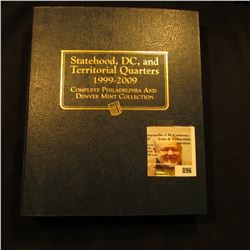 Statehood, DC, and
Territorial Quarters
1999-2009
Complete Philadelphia And
Denver Mint Collection
896